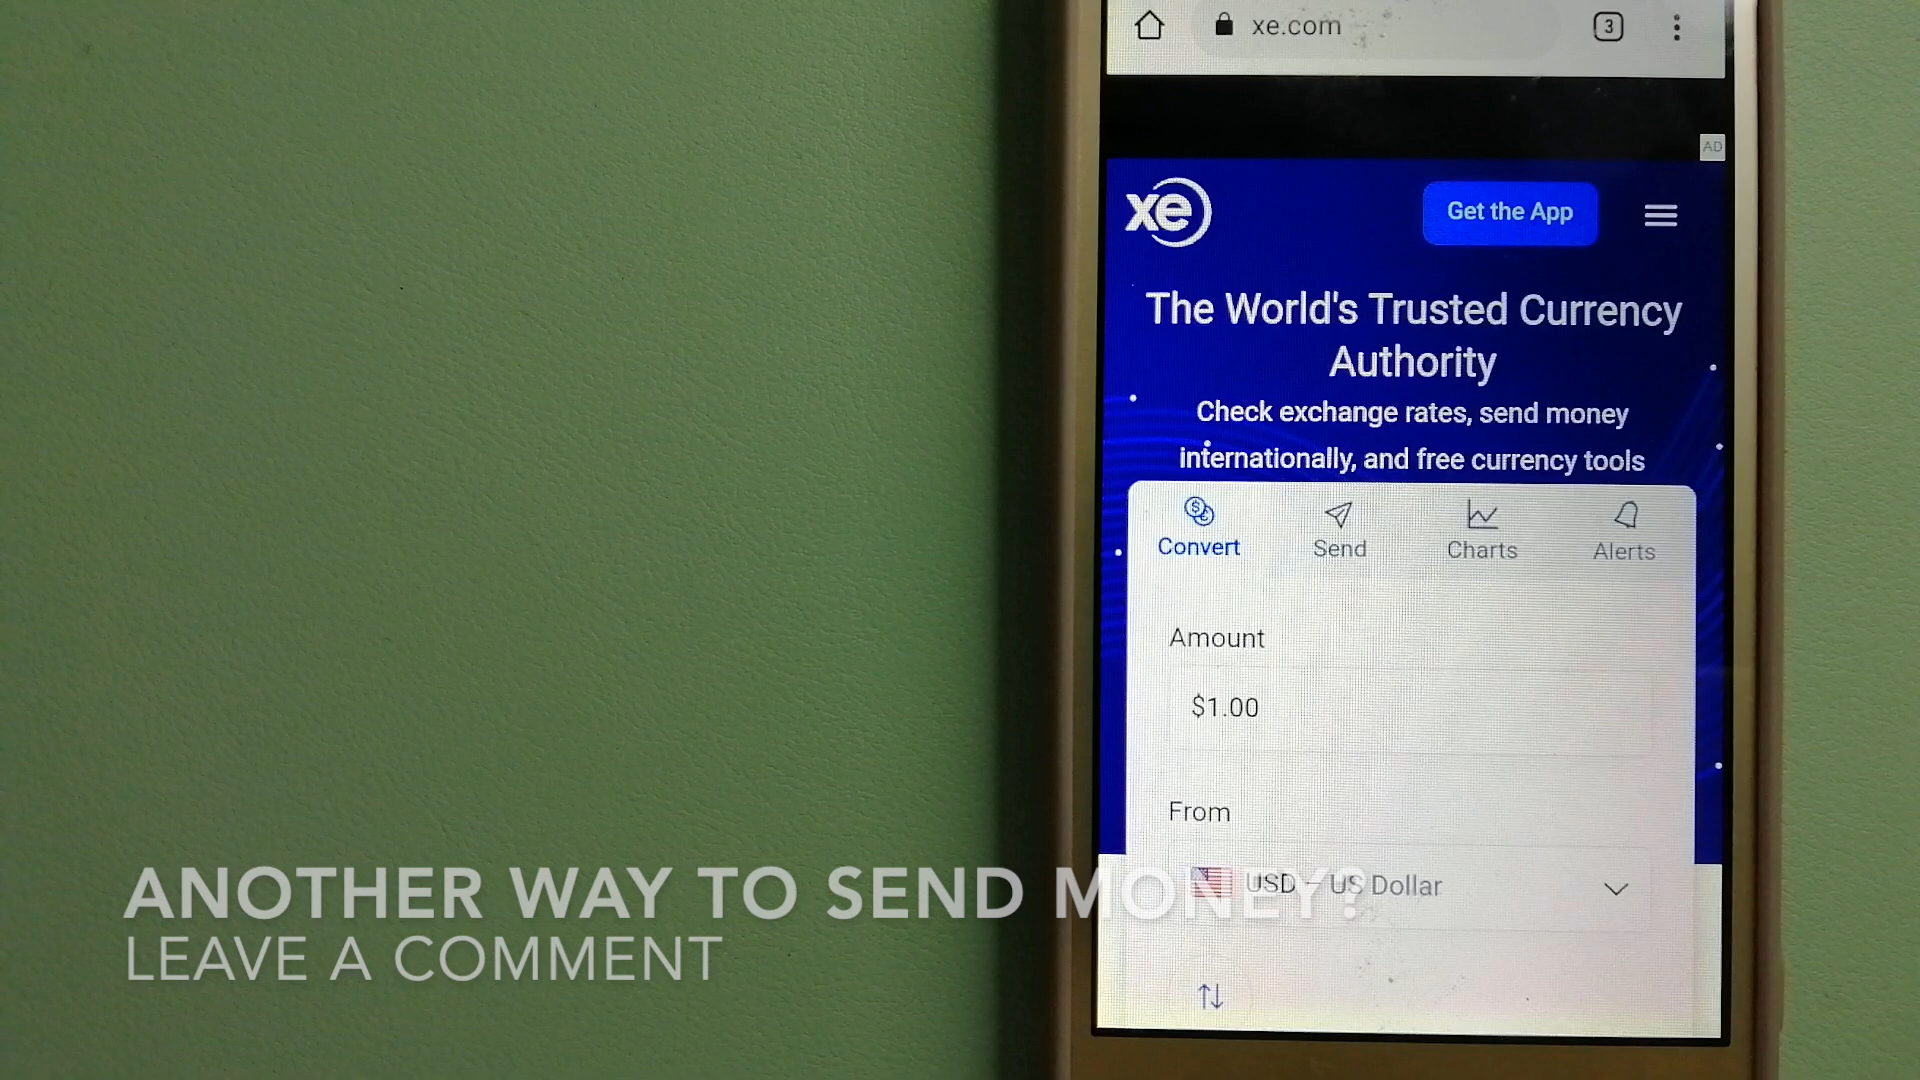 xe.com
3
AD
xe
Get the App
The World's Trusted Currency
Authority
Check exchange rates, send money
internationally, and free currency tools
Convert
Send
Charts
Alerts
Amount
$1.00
From
USD – US Dollar
ANOTHER WAY TO SEND MONEY?
LEAVE A COMMENT